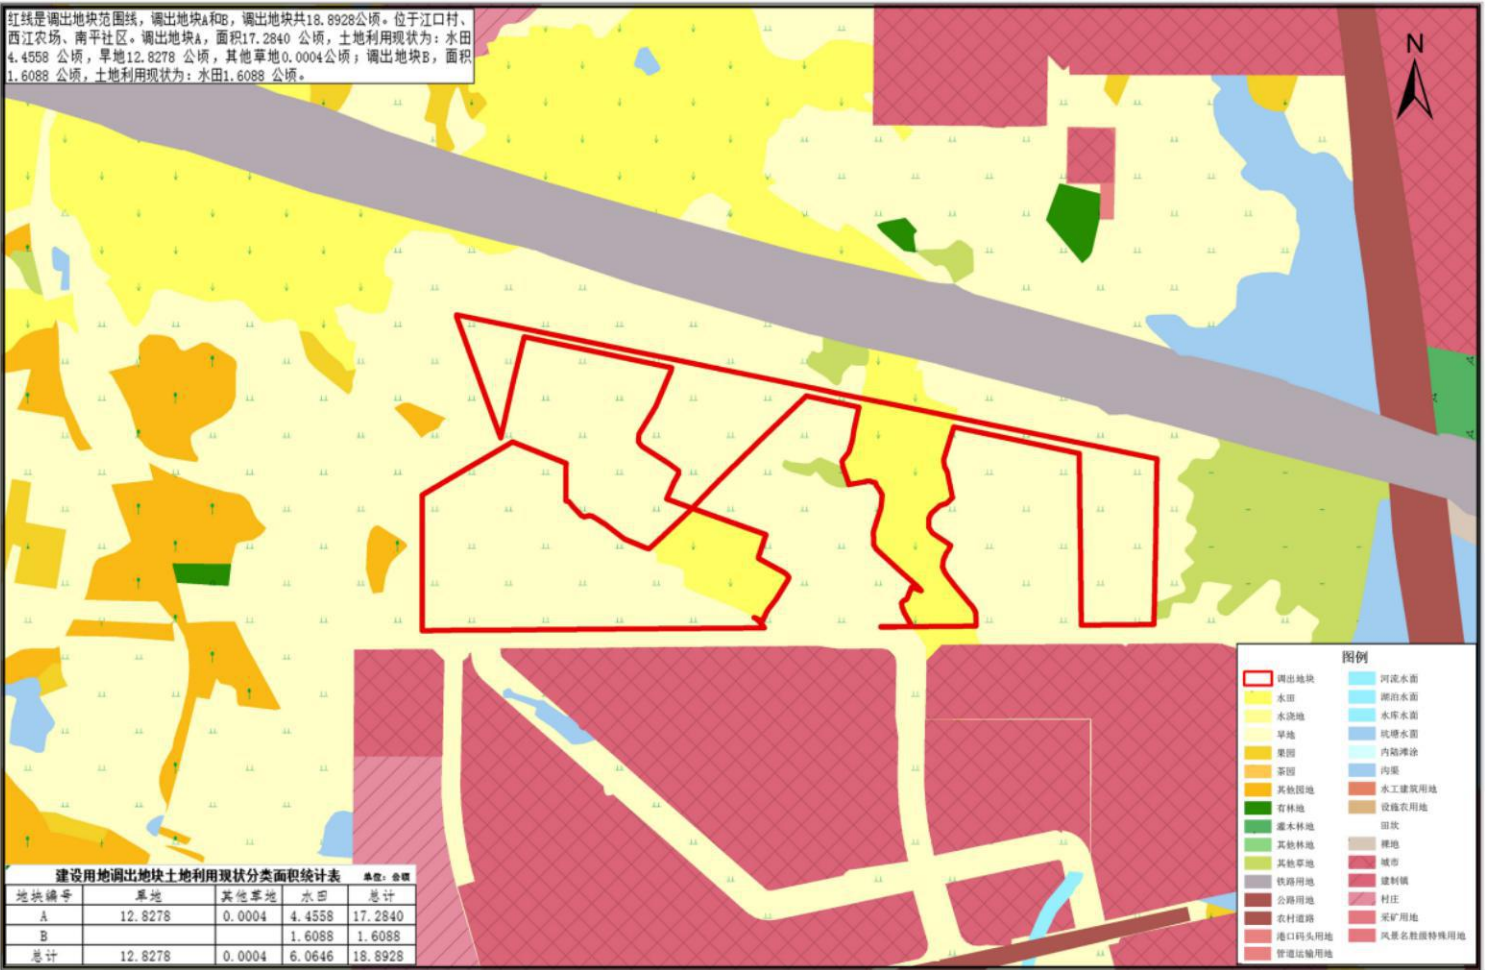 红线是调出地块范围线，调出地块A和B，调出地块共18.8928公顷。位于江口村、
西江农场、南平社区。调出地块A，面积17.2840 公顷，土地利用现状为：水田
4.4558 公顷，旱地12.8278 公顷，其他草地0.0004公顷；调出地块B，面积
1.6088 公顷，土地利用现状为：水田1.6088 公顷。
N
图例
调出地块
水田
水浇地
旱地
果园
茶园
其他园地
有林地
灌木林地
其他林地
其他草地
铁路用地
公路用地
农村道路
港口码头用地
管道运输用地
河流水面
湖泊水面
水库水面
坑塘水面
内陆滩涂
沟渠
水工建筑用地
设施农用地
田坎
裸地
城市
建制镇
村庄
采矿用地
风景名胜级特殊用地
建设用地调出地块土地利用现状分类面积统计表 单位：公顷
地块编号 旱地 其他草地 水田 总计
A 12.8278 0.0004 4.4558 17.2840
B 1.6088 1.6088
总计 12.8278 0.0004 6.0646 18.8928